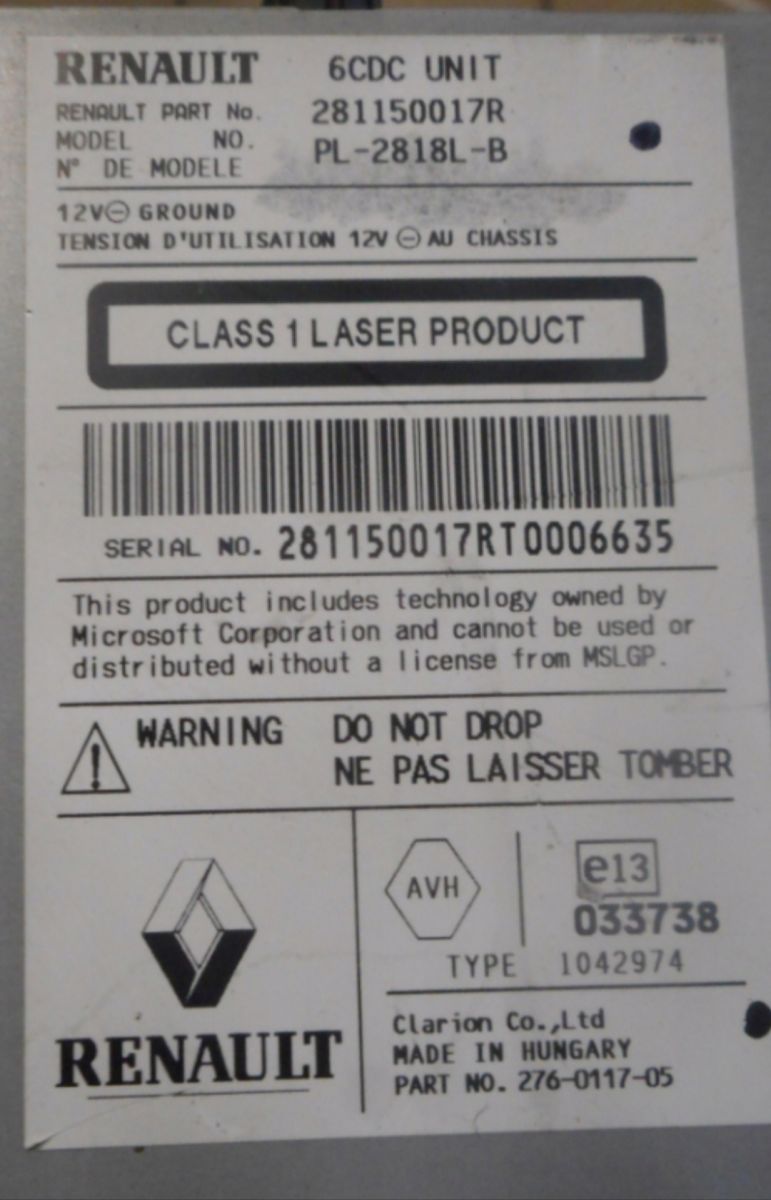 RENAULT 6CDC UNIT
RENAULT PART No. 281150017R
MODEL NO. PL-2818L-B
N° DE MODELE
12V⊖ GROUND
TENSION D'UTILISATION 12V ⊖ AU CHASSIS
CLASS 1 LASER PRODUCT
SERIAL NO. 281150017RT0006635
This product includes technology owned by
Microsoft Corporation and cannot be used or
distributed without a license from MSLGP.
WARNING DO NOT DROP
NE PAS LAISSER TOMBER
AVH e13
033738
TYPE 1042974
RENAULT
Clarion Co.,Ltd
MADE IN HUNGARY
PART NO. 276-0117-05